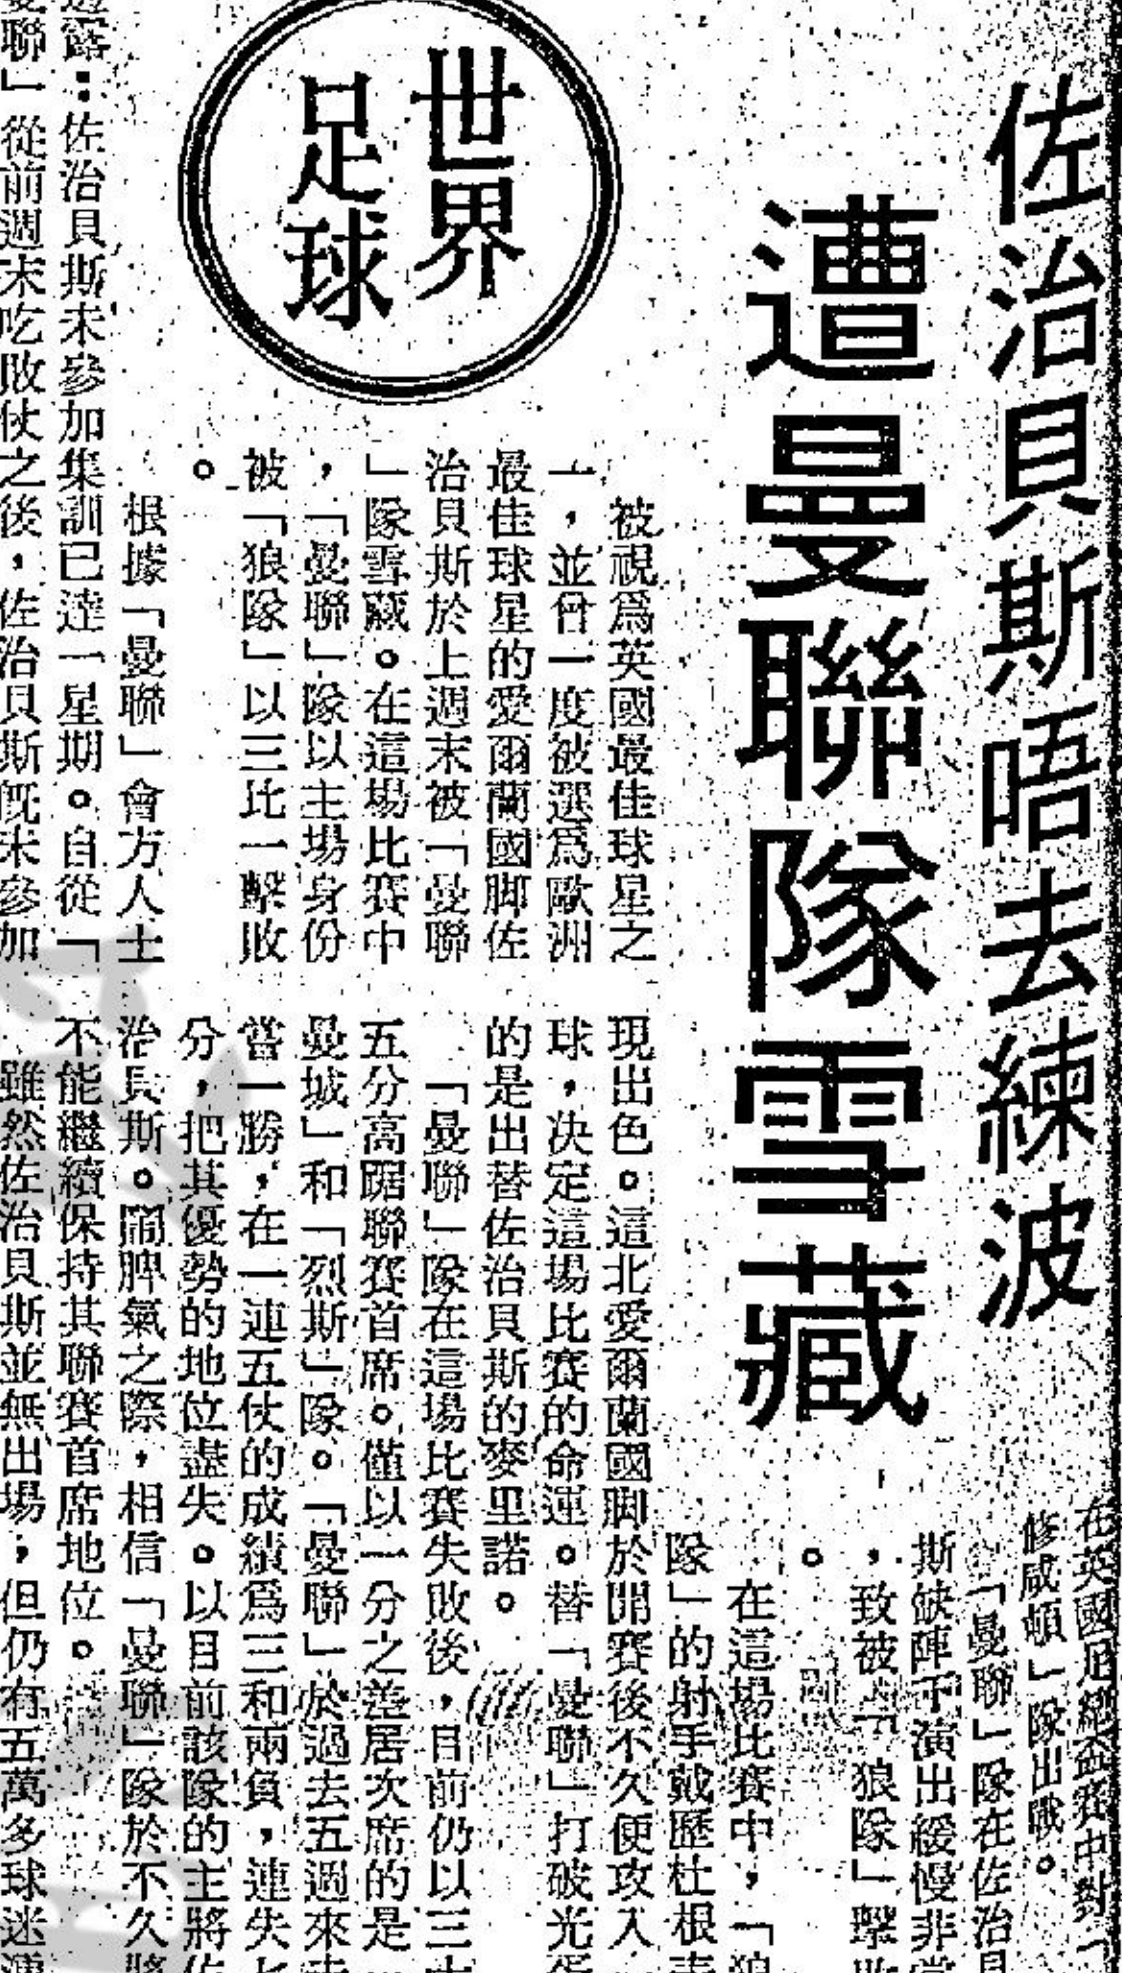 佐治貝斯唔去練波
遭曼聯隊雪藏
世界
足球
被視爲英國最佳球星之
一，並曾一度被選爲歐洲
最佳球星的愛爾蘭國脚佐
治貝斯於上週末被「曼聯
」隊雪藏。在這場比賽中
，「曼聯」隊以主場身份
被「狼隊」以三比一擊敗
。
根據「曼聯」會方人士
透露：佐治貝斯未參加集訓已達一星期。自從「
曼聯」從前週末吃敗仗之後，佐治貝斯旣未參加
在英國
中對「
修咸頓」隊出戰。
「曼聯」隊在佐治貝
斯缺陣下演出緩慢非常
，致被「狼隊」擊敗
。
在這場比賽中，「狼
隊」的射手戴歷杜根表
現出色。這北愛爾蘭國脚於開賽後不久便攻入
球，決定這場比賽的命運。替「曼聯」打破光蛋
的是出替佐治貝斯的麥里諾。
「曼聯」隊在這場比賽失敗後，目前仍以三十
五分高踞聯賽首席。僅以一分之差居次席的是
曼城」和「烈斯」隊。「曼聯」於過去五週來未
嘗一勝，在一連五仗的成績爲三和兩負，連失七
分，把其優勢的地位盡失。以目前該隊的主將佐
治貝斯。鬧脾氣之際，相信「曼聯」隊於不久將
不能繼續保持其聯賽首席地位。
雖然佐治貝斯並無出場，但仍有五萬多球迷